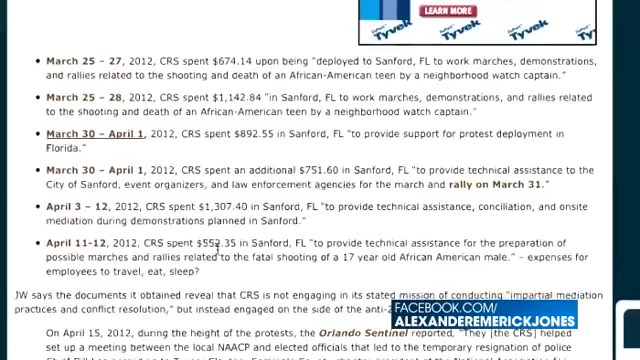 LEARN MORE
Tyvek
Tyvek
Tyvek
• March 25 – 27, 2012, CRS spent $674.14 upon being "deployed to Sanford, FL to work marches, demonstrations,
and rallies related to the shooting and death of an African-American teen by a neighborhood watch captain."
• March 25 – 28, 2012, CRS spent $1,142.84 "in Sanford, FL to work marches, demonstrations, and rallies related
to the shooting and death of an African-American teen by a neighborhood watch captain."
• March 30 – April 1, 2012, CRS spent $892.55 in Sanford, FL "to provide support for protest deployment in
Florida."
• March 30 – April 1, 2012, CRS spent an additional $751.60 in Sanford, FL "to provide technical assistance to the
City of Sanford, event organizers, and law enforcement agencies for the march and rally on March 31."
• April 3 – 12, 2012, CRS spent $1,307.40 in Sanford, FL "to provide technical assistance, conciliation, and onsite
mediation during demonstrations planned in Sanford."
• April 11-12, 2012, CRS spent $552.35 in Sanford, FL "to provide technical assistance for the preparation of
possible marches and rallies related to the fatal shooting of a 17 year old African American male." – expenses for
employees to travel, eat, sleep?
JW says the documents it obtained reveal that CRS is not engaging in its stated mission of conducting "impartial mediation
practices and conflict resolution," but instead engaged on the side of the anti-
FACEBOOK.COM/
ALEXANDEREMERICKJONES
On April 15, 2012, during the height of the protests, the Orlando Sentinel reported, "They [the CRS] helped
set up a meeting between the local NAACP and elected officials that led to the temporary resignation of police